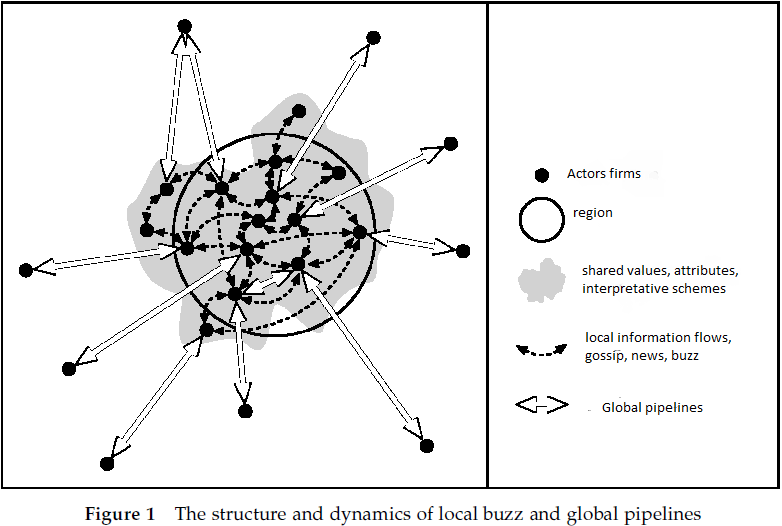 Actors firms
region
shared values, attributes,
interpretative schemes
local information flows,
gossip, news, buzz
Global pipelines
Figure 1 The structure and dynamics of local buzz and global pipelines